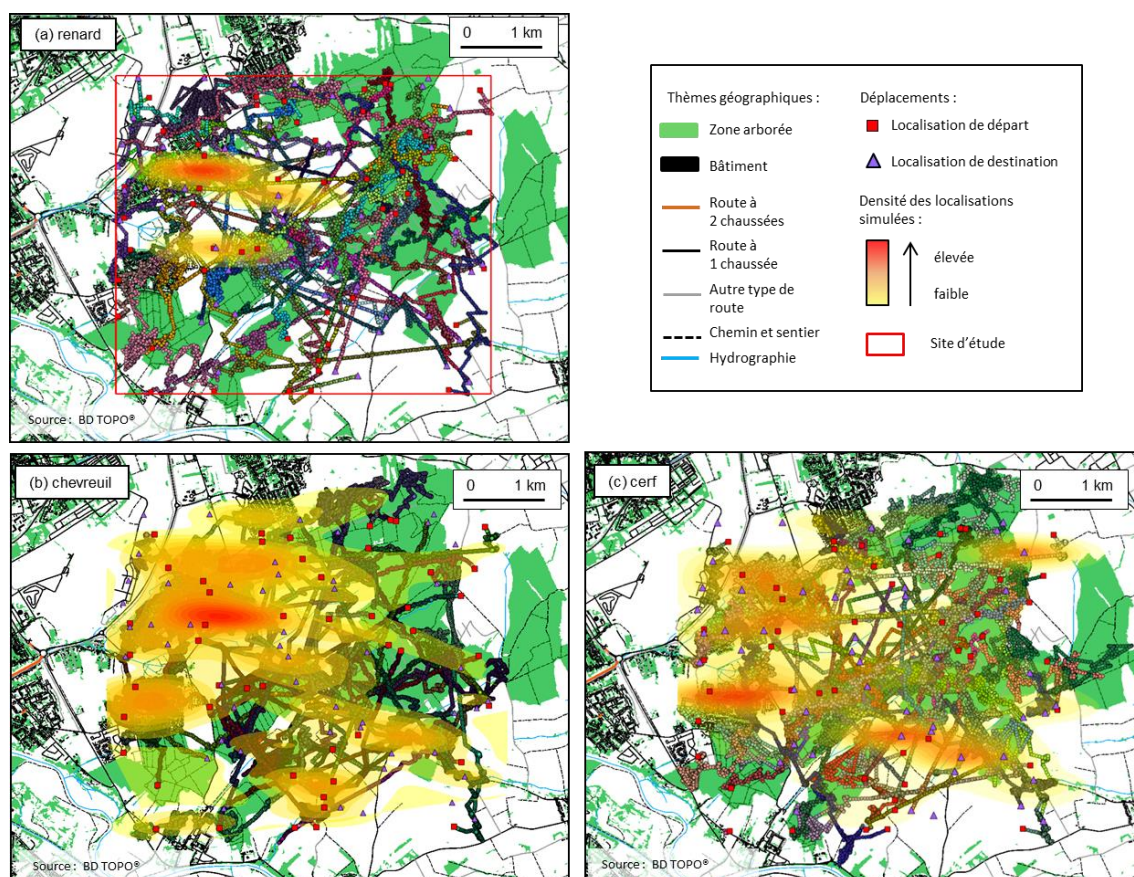 (a) renard
0 1 km
Source : BD TOPO®
Thèmes géographiques :
Zone arborée
Bâtiment
Route à
2 chaussées
Route à
1 chaussée
Autre type de
route
Chemin et sentier
Hydrographie
Déplacements :
Localisation de départ
Localisation de destination
Densité des localisations
simulées :
élevée
faible
Site d'étude
(b) chevreuil
0 1 km
Source : BD TOPO®
(c) cerf
0 1 km
Source : BD TOPO®